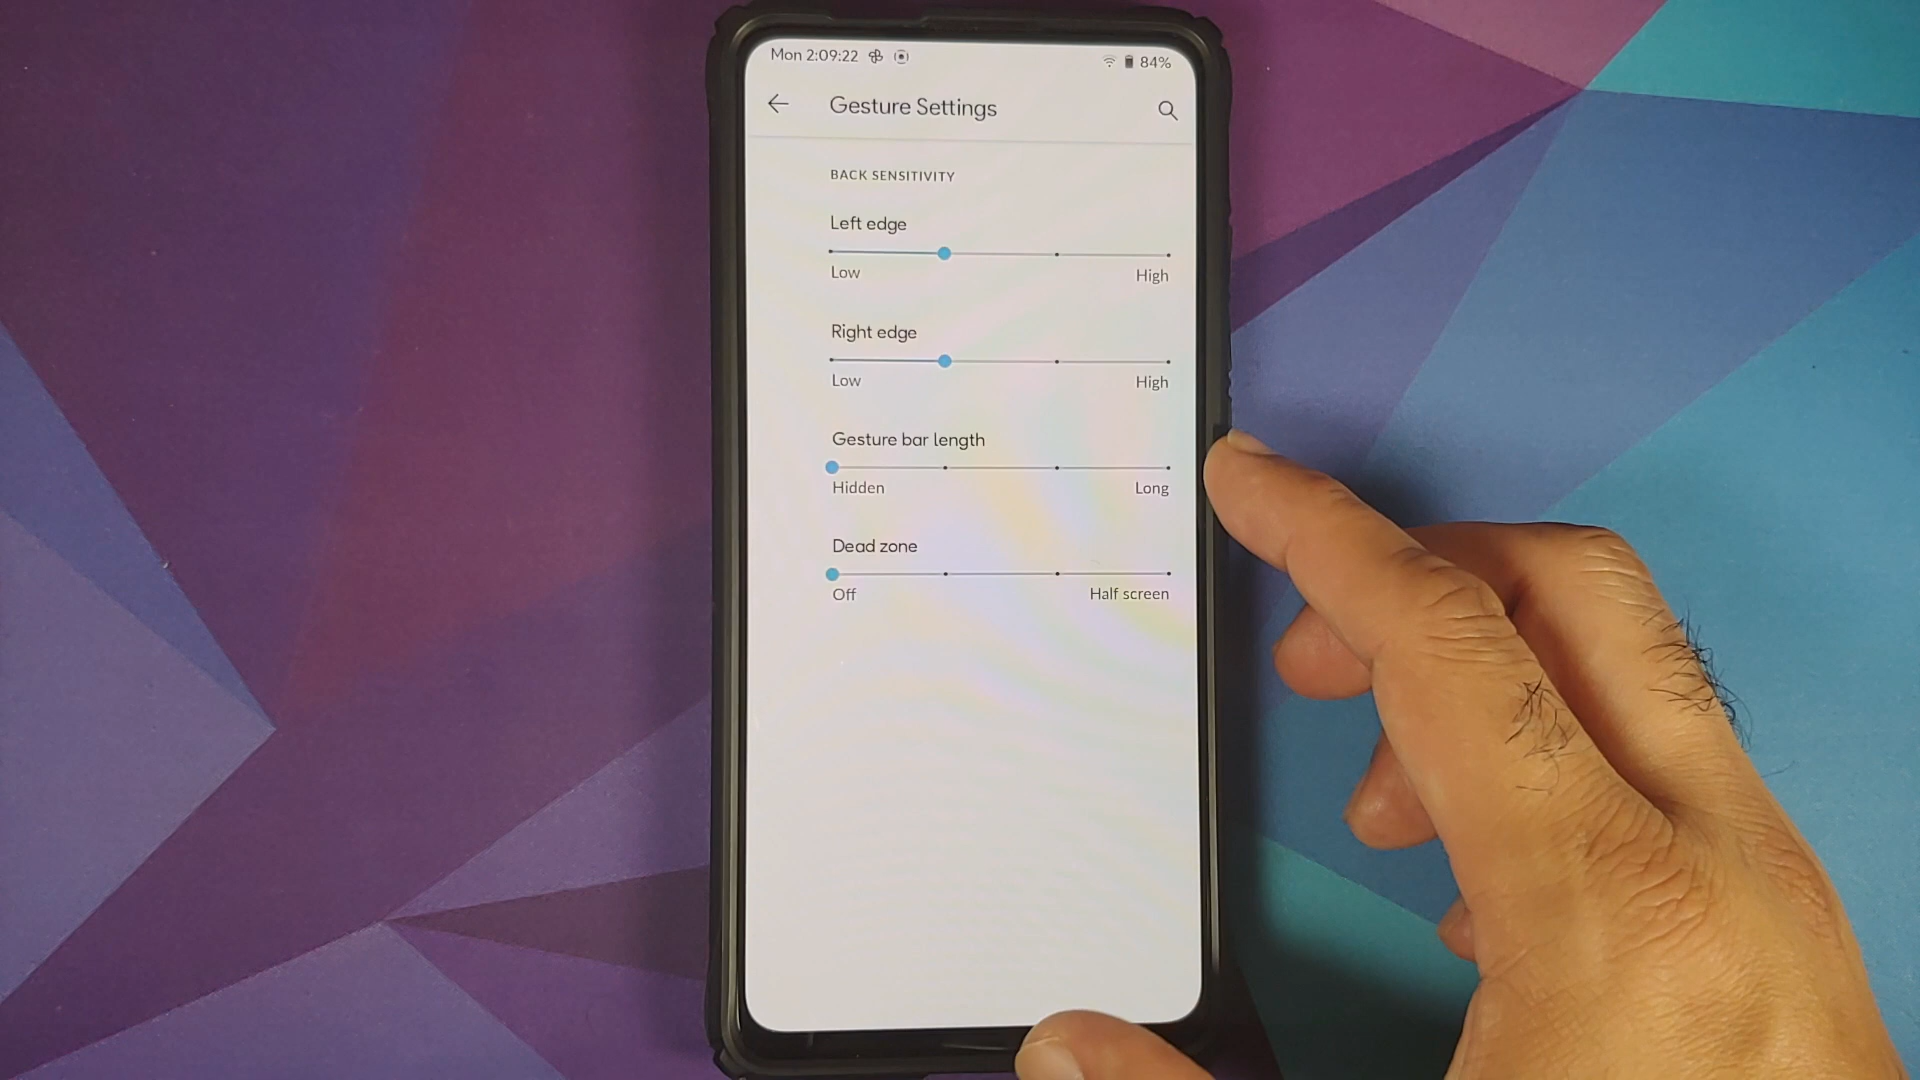 Mon 2:09:22
84%
Gesture Settings
BACK SENSITIVITY
Left edge
Low High
Right edge
Low High
Gesture bar length
Hidden Long
Dead zone
Off Half screen